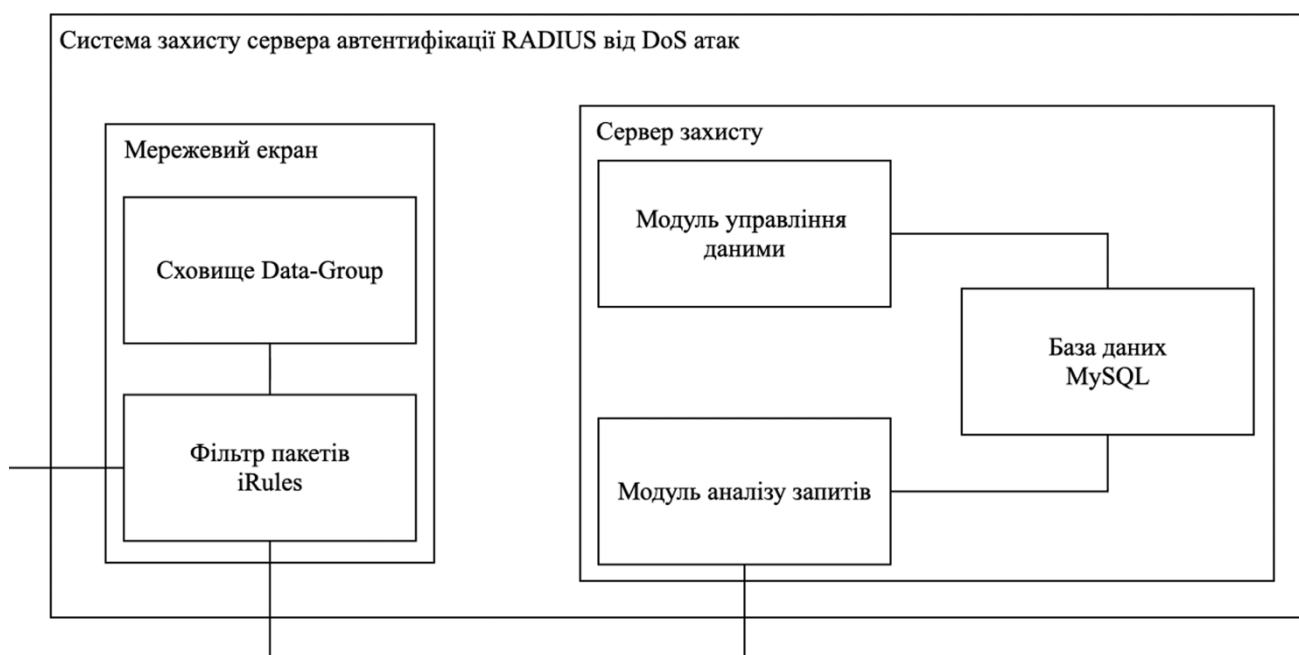 Система захисту сервера автентифікації RADIUS від DoS атак
Мережевий екран
Сховище Data-Group
Фільтр пакетів
iRules
Сервер захисту
Модуль управління
даними
База даних
MySQL
Модуль аналізу запитів